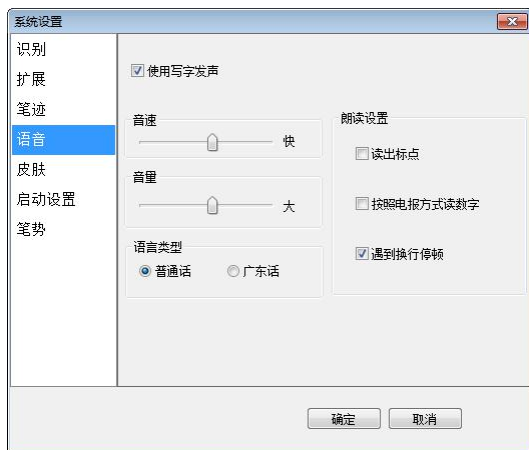 系统设置
识别
扩展
笔迹
语音
皮肤
启动设置
笔势
使用写字发声
音速
快
音量
大
语言类型
普通话 广东话
朗读设置
读出标点
按照电报方式读数字
遇到换行停顿
确定 取消